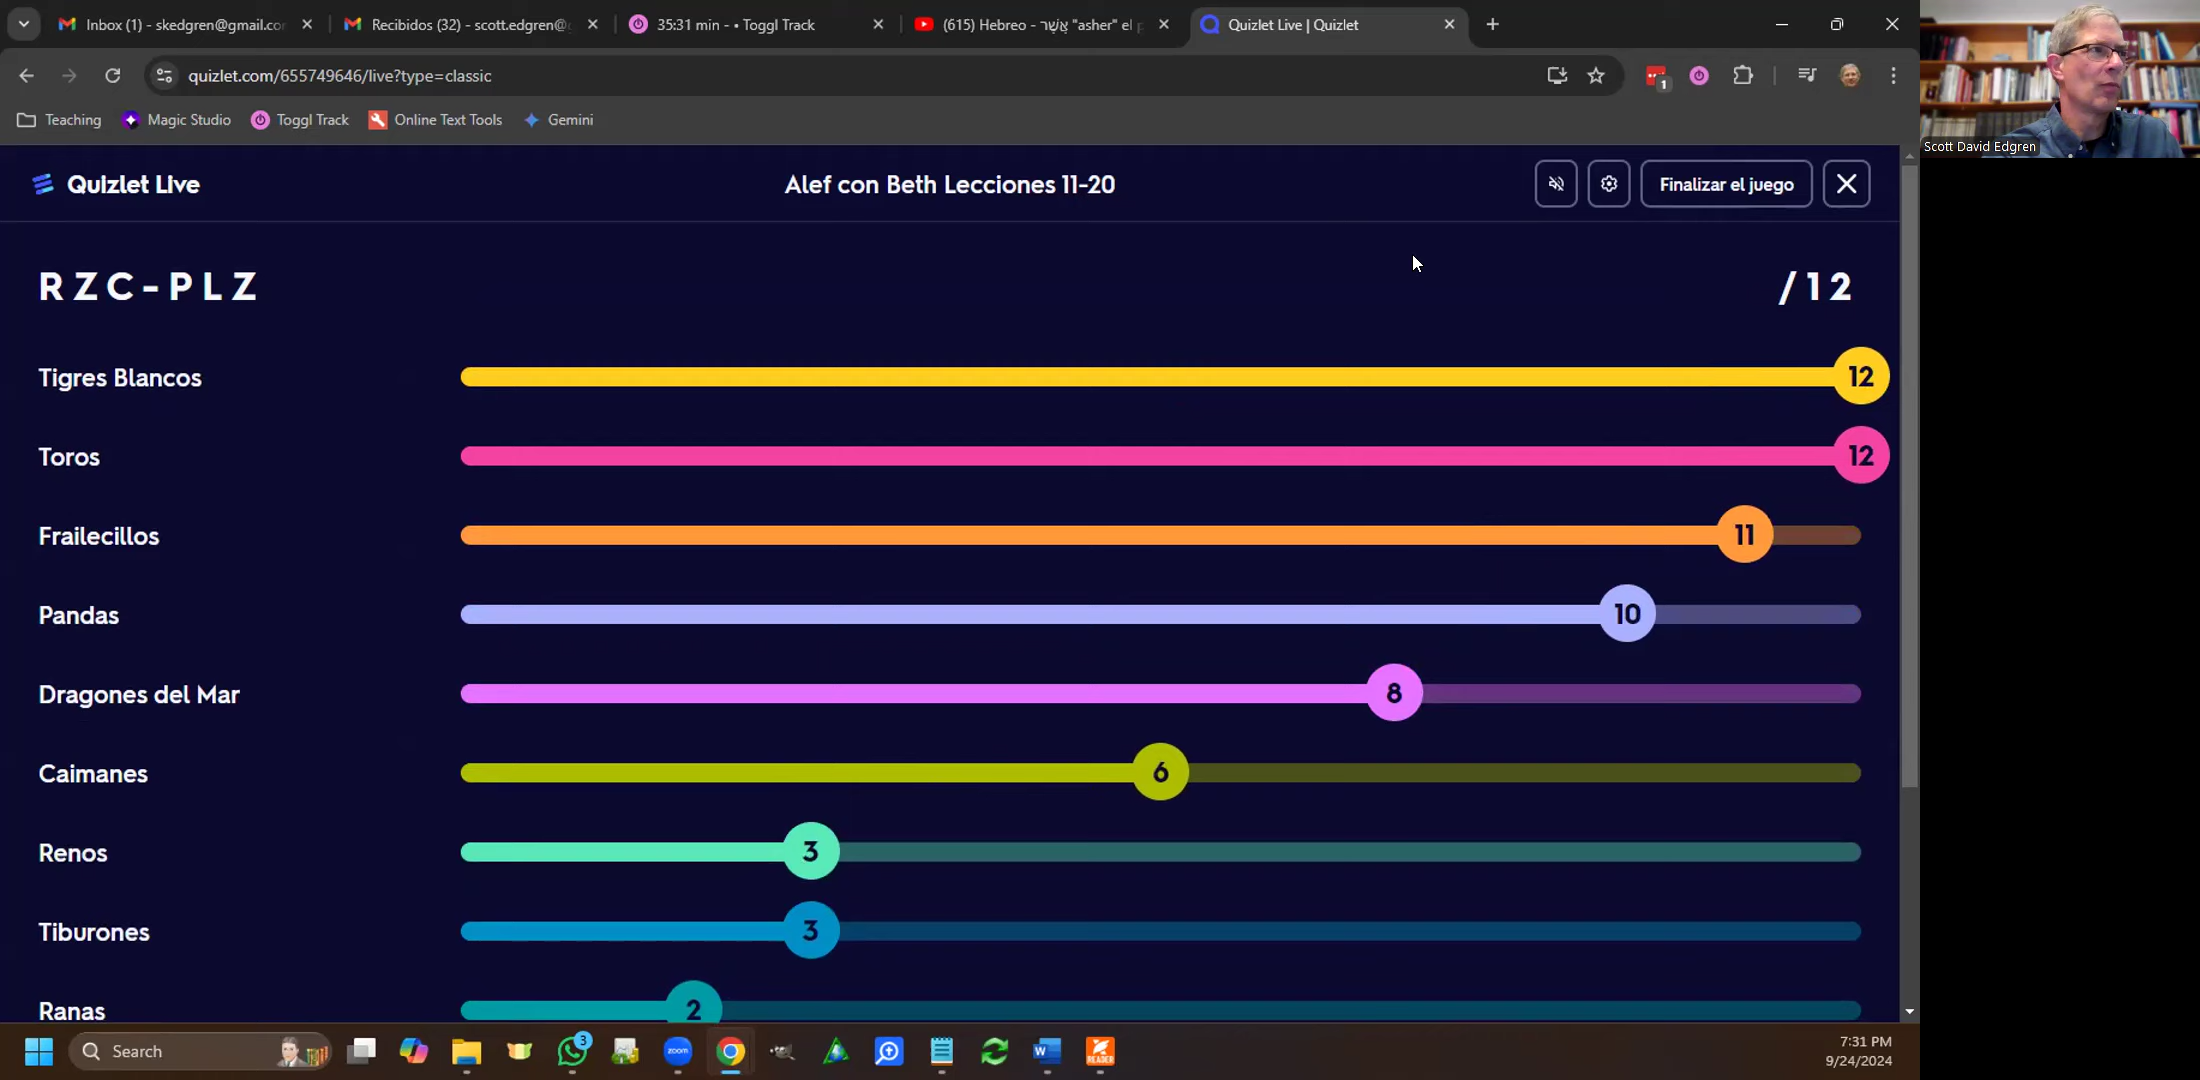 Inbox (1) - skedgren@gmail.co
Recibidos (32) - scott.edgren@g
35:31 min - • Toggl Track
(615) Hebreo - אֲשֶׁר "asher" el p
Quizlet Live | Quizlet
quizlet.com/655749646/live?type=classic
1
Teaching
Magic Studio
Toggl Track
Online Text Tools
Gemini
Scott David Edgren
Quizlet Live
Alef con Beth Lecciones 11-20
Finalizar el juego
RZC-PLZ
/12
Tigres Blancos
12
Toros
12
Frailecillos
11
Pandas
10
Dragones del Mar
8
Caimanes
6
Renos
3
Tiburones
3
Ranas
2
Search
3
zoom
W
READER
7:31 PM
9/24/2024